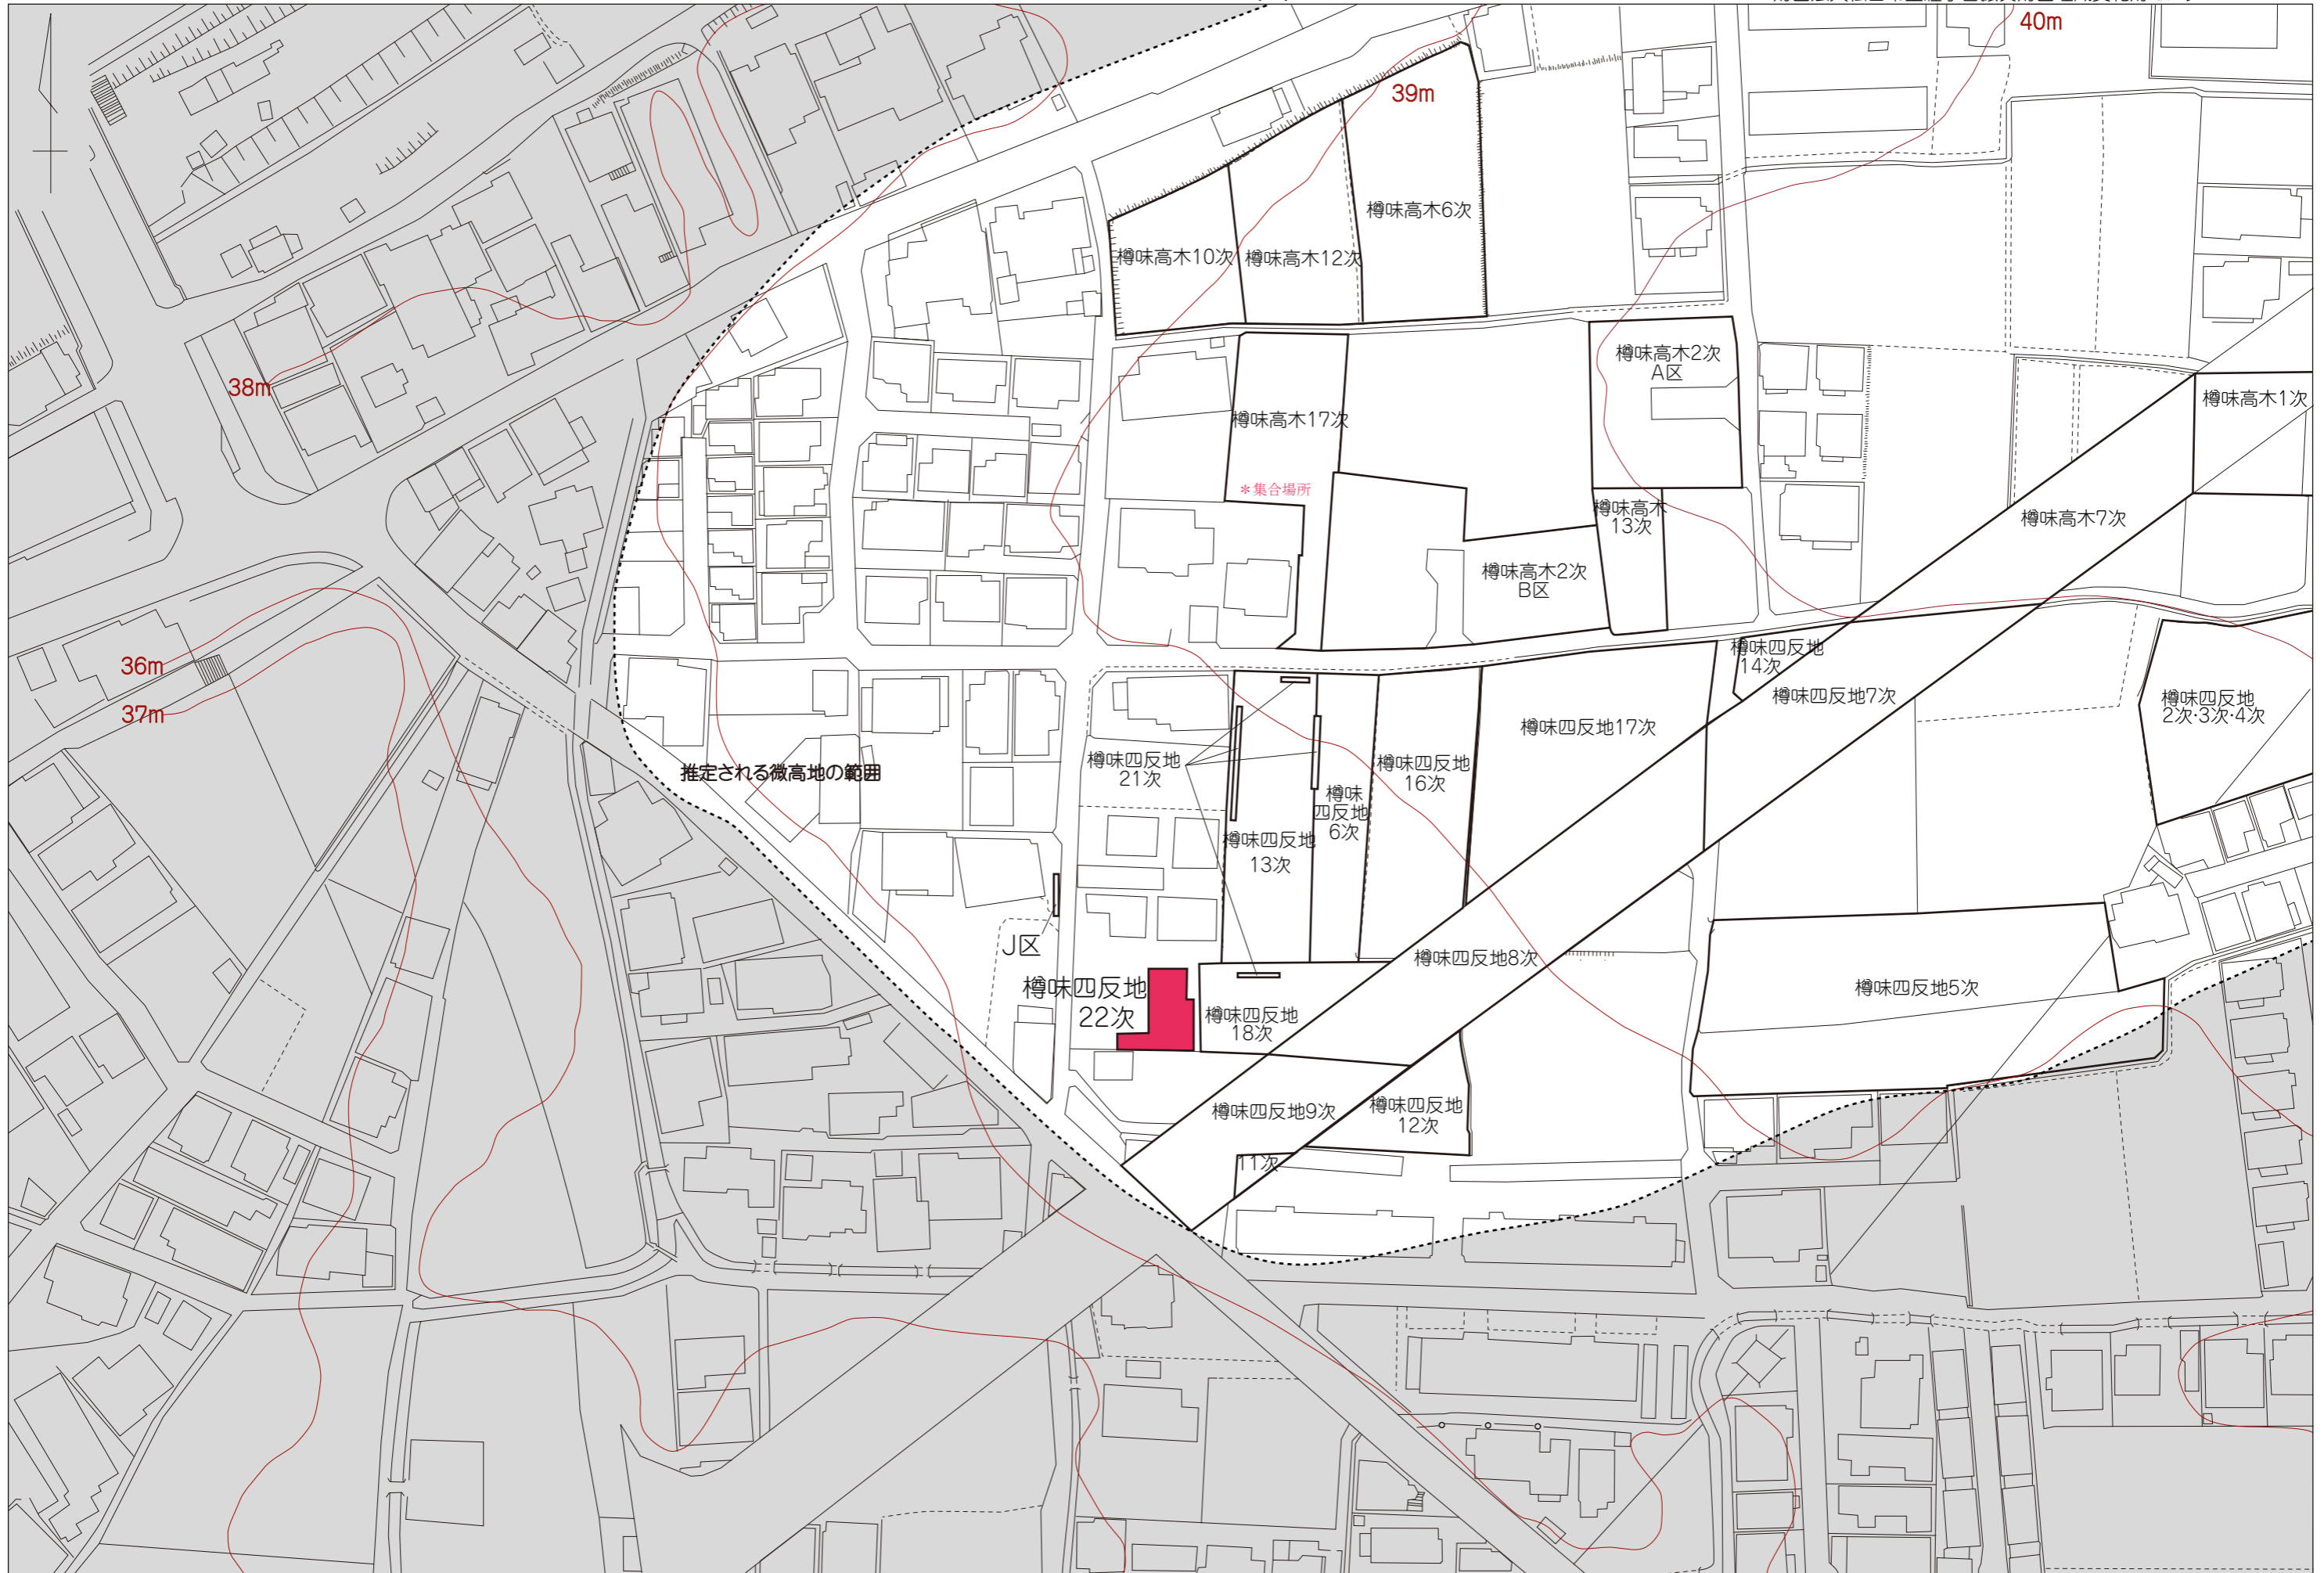 40m
39m
樽味高木6次
樽味高木10次
樽味高木12次
樽味高木2次
A区
38m
樽味高木1次
樽味高木17次
*集合場所
樽味高木
13次
樽味高木7次
樽味高木2次
B区
36m
37m
樽味四反地
14次
樽味四反地7次
樽味四反地
2次・3次・4次
樽味四反地17次
推定される微高地の範囲
樽味四反地
21次
樽味四反地
16次
樽味
四反地
6次
樽味四反地
13次
J区
樽味四反地8次
樽味四反地
22次
樽味四反地5次
樽味四反地
18次
樽味四反地9次
樽味四反地
12次
11次